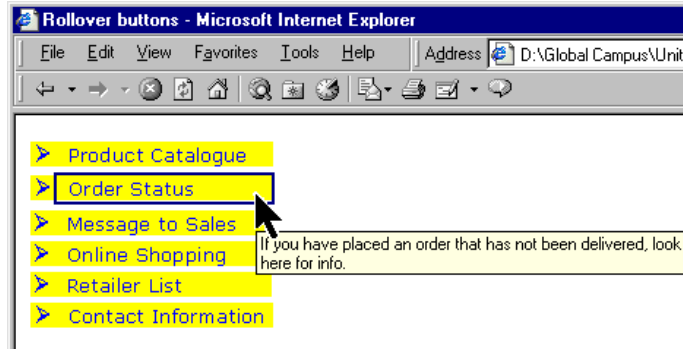 Rollover buttons - Microsoft Internet Explorer
File Edit View Favorites Tools Help Address D:\Global Campus\Unit
Product Catalogue
Order Status
Message to Sales
If you have placed an order that has not been delivered, look
Online Shopping
here for info.
Retailer List
Contact Information